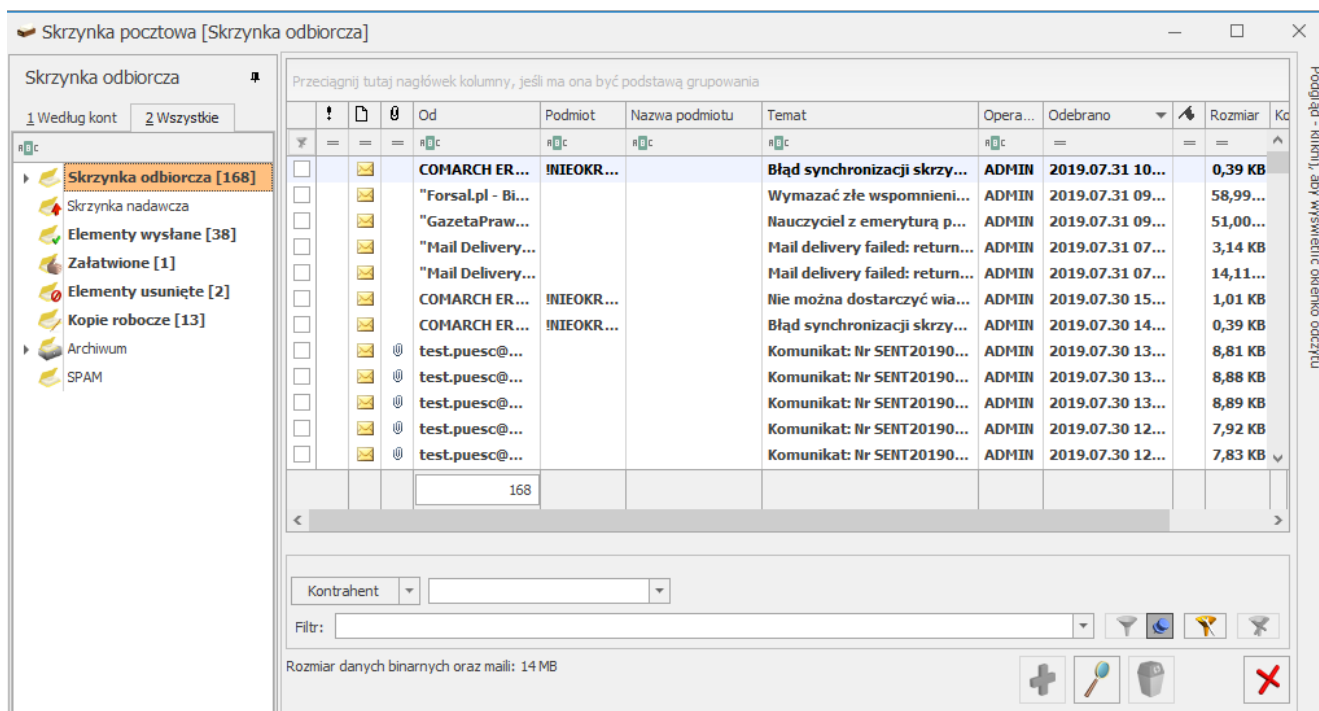 Skrzynka pocztowa [Skrzynka odbiorcza]
Skrzynka odbiorcza
1 Według kont 2 Wszystkie
Skrzynka odbiorcza [168]
Skrzynka nadawcza
Elementy wysłane [38]
Załatwione [1]
Elementy usunięte [2]
Kopie robocze [13]
Archiwum
SPAM
Przeciągnij tutaj nagłówek kolumny, jeśli ma ona być podstawą grupowania
! Od Podmiot Nazwa podmiotu Temat Opera... Odebrano Rozmiar Ko
= = = = = =
COMARCH ER... !NIEOKR... Błąd synchronizacji skrzy... ADMIN 2019.07.31 10... 0,39 KB
"Forsal.pl - Bi... Wymazać złe wspomnieni... ADMIN 2019.07.31 09... 58,99...
"GazetaPraw... Nauczyciel z emeryturą p... ADMIN 2019.07.31 09... 51,00...
"Mail Delivery... Mail delivery failed: return... ADMIN 2019.07.31 07... 3,14 KB
"Mail Delivery... Mail delivery failed: return... ADMIN 2019.07.31 07... 14,11...
COMARCH ER... !NIEOKR... Nie można dostarczyć wia... ADMIN 2019.07.30 15... 1,01 KB
COMARCH ER... !NIEOKR... Błąd synchronizacji skrzy... ADMIN 2019.07.30 14... 0,39 KB
test.puesc@... Komunikat: Nr SENT20190... ADMIN 2019.07.30 13... 8,81 KB
test.puesc@... Komunikat: Nr SENT20190... ADMIN 2019.07.30 13... 8,88 KB
test.puesc@... Komunikat: Nr SENT20190... ADMIN 2019.07.30 13... 8,89 KB
test.puesc@... Komunikat: Nr SENT20190... ADMIN 2019.07.30 12... 7,92 KB
test.puesc@... Komunikat: Nr SENT20190... ADMIN 2019.07.30 12... 7,83 KB
168
Kontrahent
Filtr:
Rozmiar danych binarnych oraz maili: 14 MB
Podgląd - kliknij, aby wyświetlić okienko odczytu